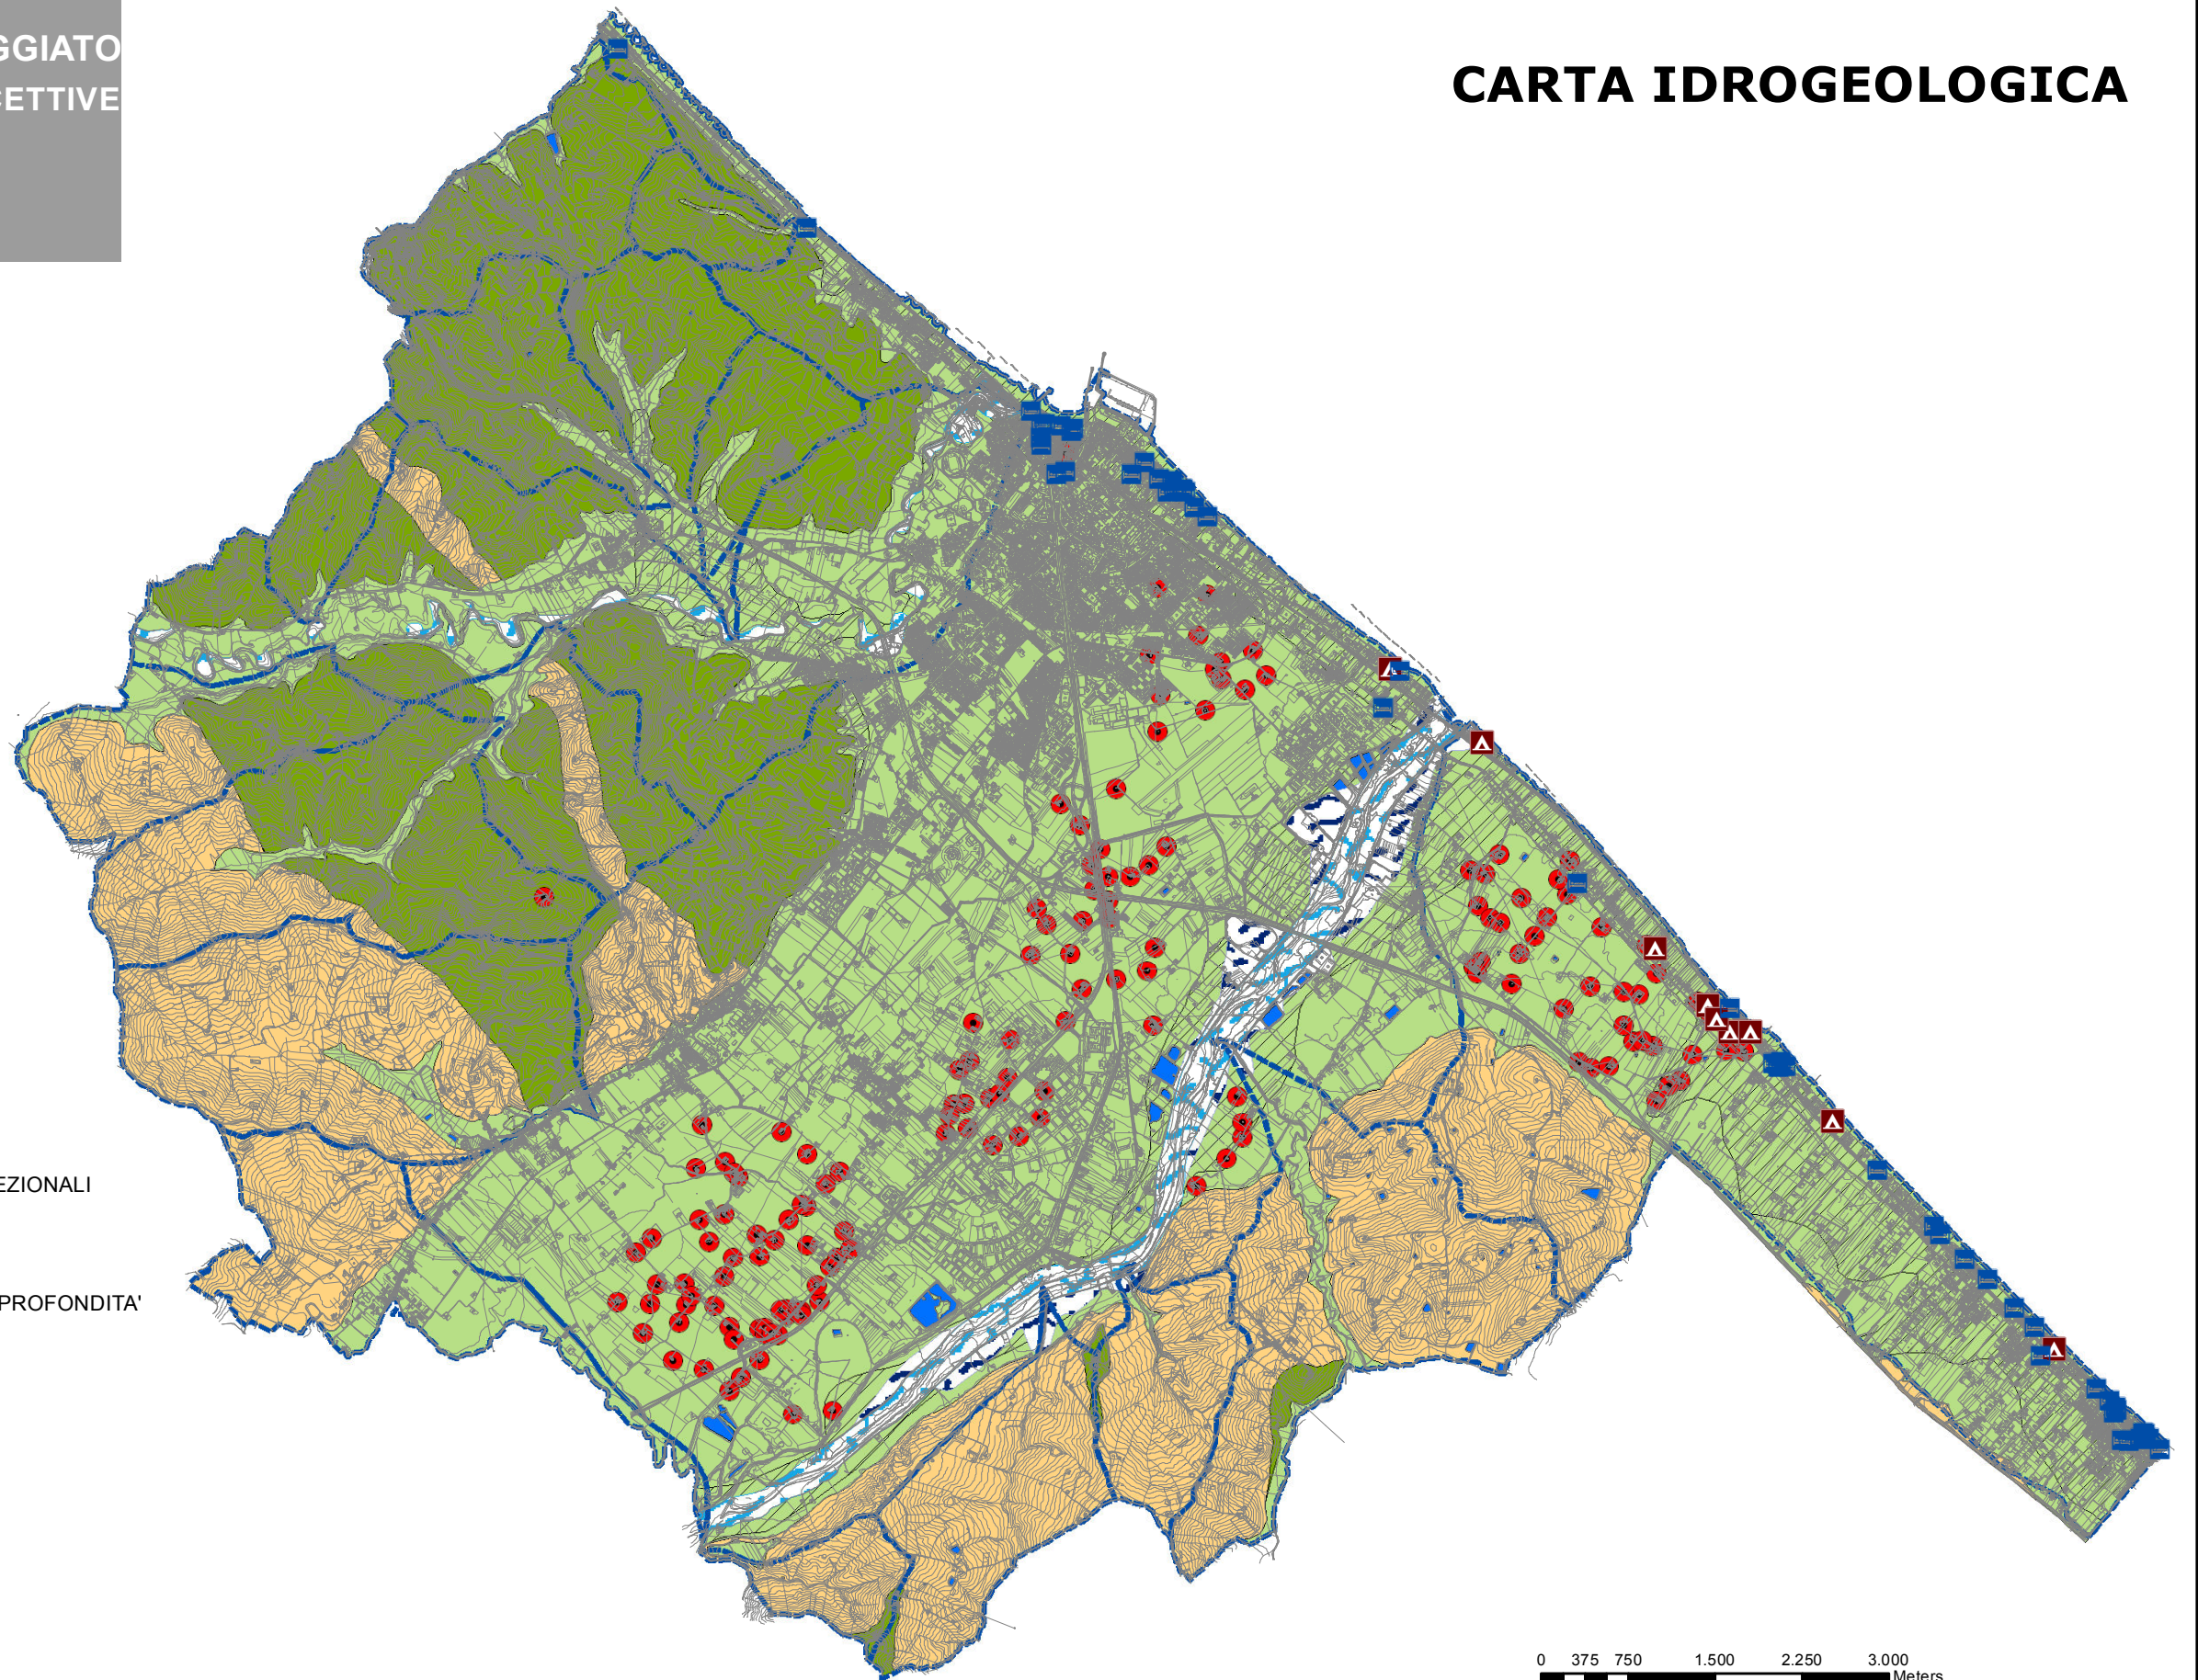 GGIATO
CETTIVE
CARTA IDROGEOLOGICA
EZIONALI
PROFONDITA'
0 375 750 1.500 2.250 3.000
Meters